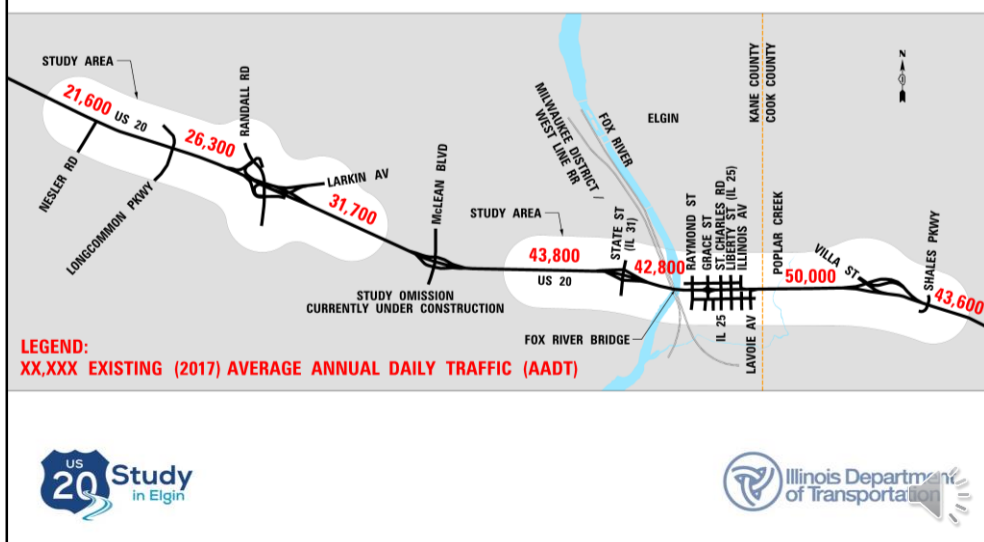 STUDY AREA
21,600
US 20
26,300
RANDALL RD
NESLER RD
LONGCOMMON PKWY
LARKIN AV
31,700
McLEAN BLVD
STUDY OMISSION
CURRENTLY UNDER CONSTRUCTION
STUDY AREA
43,800
US 20
STATE ST
(IL 31)
MILWAUKEE DISTRICT
WEST LINE RR
FOX RIVER
ELGIN
KANE COUNTY
COOK COUNTY
N
42,800
FOX RIVER BRIDGE
RAYMOND ST
GRACE ST
ST. CHARLES RD
LIBERTY ST (IL 25)
ILLINOIS AV
IL 25
LAVOIE AV
POPLAR CREEK
50,000
VILLA ST
SHALES PKWY
43,600
LEGEND:
XX,XXX EXISTING (2017) AVERAGE ANNUAL DAILY TRAFFIC (AADT)
US
20
Study
in Elgin
Illinois Department
of Transportation